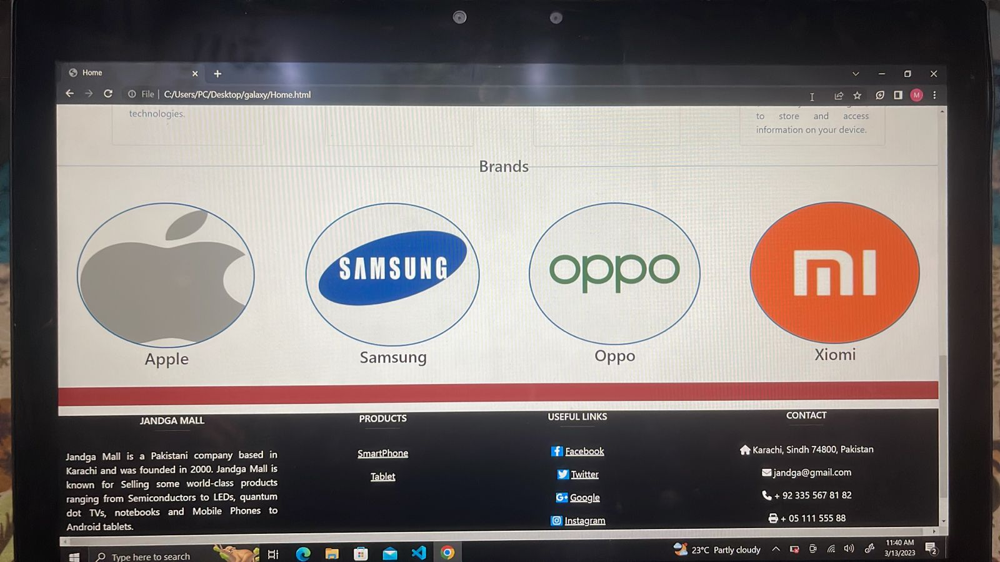 Home
File | C:/Users/PC/Desktop/galaxy/Home.html
M
technologies.
to store and access
information on your device.
Brands
SAMSUNG
oppo
mi
Apple
Samsung
Oppo
Xiomi
JANDGA MALL
Jandga Mall is a Pakistani company based in
Karachi and was founded in 2000. Jandga Mall is
known for Selling some world-class products
ranging from Semiconductors to LEDs, quantum
dot TVs, notebooks and Mobile Phones to
Android tablets.
PRODUCTS
SmartPhone
Tablet
USEFUL LINKS
Facebook
Twitter
Google
Instagram
CONTACT
Karachi, Sindh 74800, Pakistan
jandga@gmail.com
+ 92 335 567 81 82
+ 05 111 555 88
Type here to search
23°C Partly cloudy
11:40 AM
3/13/2023
2